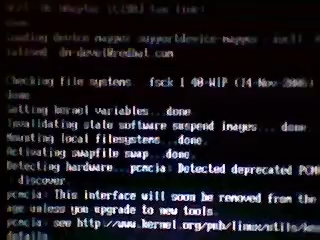 done
Loading device mapper support device-mapper
ialised dm-devel@redhat.com
Checking file systems fsck 1.40-WIP (14-Nov-2006)
done
Setting kernel variables...done
Invalidating stale software suspend images... done
Mounting local filesystems...done
Activating swapfile swap...done.
Detecting hardware...pcmcia: Detected deprecated PCM
discover
pcmcia: This interface will soon be removed from the
age unless you upgrade to new tools.
pcmcia: see http://www.kernel.org/pub/linux/utils/ker
details